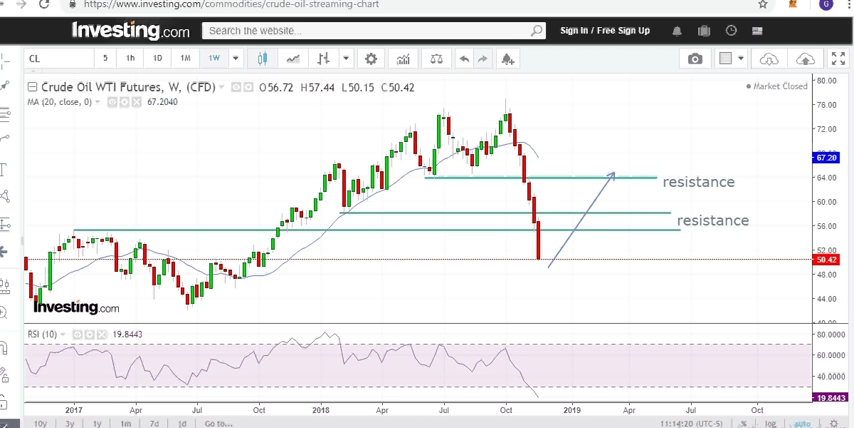 https://www.investing.com/commodities/crude-oil-streaming-chart
G
Investing.com
Search the website...
Sign In / Free Sign Up
CL
5 15 1H 4H 5H 1D 1M 1W
Crude Oil WTI Futures, W, (CFD) O56.72 H57.44 L50.15 C50.42
Market Closed
MA (20, close, 0) 67.2040
80.00
76.00
72.00
67.20
64.00
60.00
56.00
52.00
50.42
48.00
44.00
40.00
resistance
resistance
Investing.com
RSI (10) 19.8443
80.0000
60.0000
40.0000
19.8443
2017 Apr Jul Oct 2018 Apr Jul Oct 2019 Apr Jul Oct
10y 3y 1y 1m 7d 1d Go to... 11:14:20 (UTC-5) % log auto